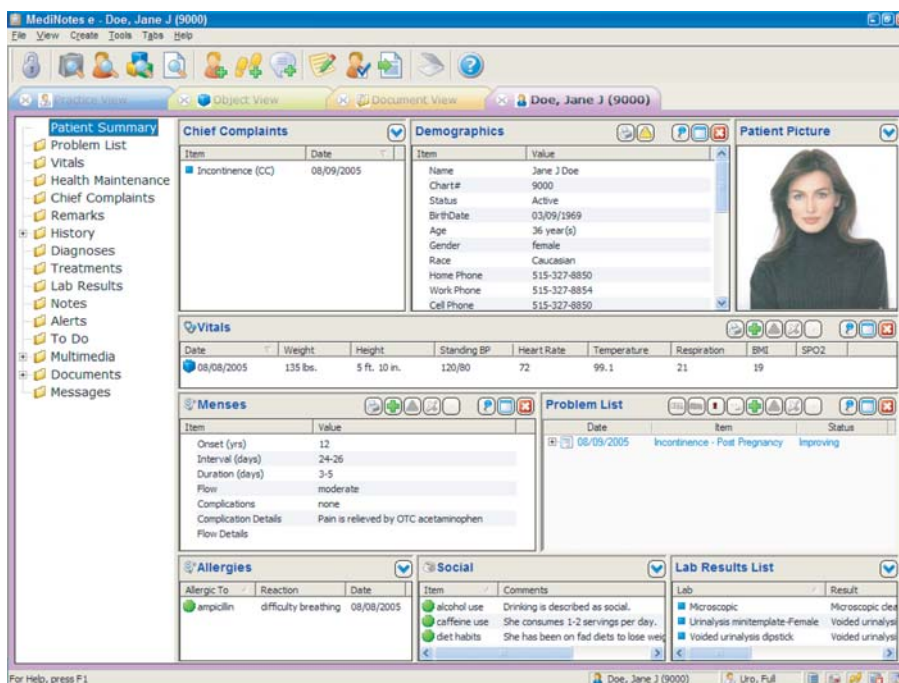 MediNotes e - Doe, Jane J (9000)
File View Create Tools Tabs Help
Practice View Object View Document View Doe, Jane J (9000)
Patient Summary
Problem List
Vitals
Health Maintenance
Chief Complaints
Remarks
History
Diagnoses
Treatments
Lab Results
Notes
Alerts
To Do
Multimedia
Documents
Messages
Chief Complaints
Item Date
Incontinence (CC) 08/09/2005
Demographics
Item Value
Name Jane J Doe
Chart# 9000
Status Active
BirthDate 03/09/1969
Age 36 year(s)
Gender female
Race Caucasian
Home Phone 515-327-8850
Work Phone 515-327-8854
Cell Phone 515-327-8850
Patient Picture
Vitals
Date Weight Height Standing BP Heart Rate Temperature Respiration BMI SPO2
08/08/2005 135 lbs. 5 ft. 10 in. 120/80 72 99.1 21 19
Menses
Item Value
Onset (yrs) 12
Interval (days) 24-26
Duration (days) 3-5
Flow moderate
Complications none
Complication Details Pain is relieved by OTC acetaminophen
Flow Details
Problem List
Date Item Status
08/09/2005 Incontinence - Post Pregnancy Improving
Allergies
Allergic To Reaction Date
ampicillin difficulty breathing 08/08/2005
Social
Item Comments
alcohol use Drinking is described as social.
caffeine use She consumes 1-2 servings per day.
diet habits She has been on fad diets to lose weig
Lab Results List
Lab Result
Microscopic Microscopic clea
Urinalysis minitemplate-Female Voided urinalysi
Voided urinalysis dipstick Voided urinalysi
For Help, press F1
Doe, Jane J (9000) Uro, Full